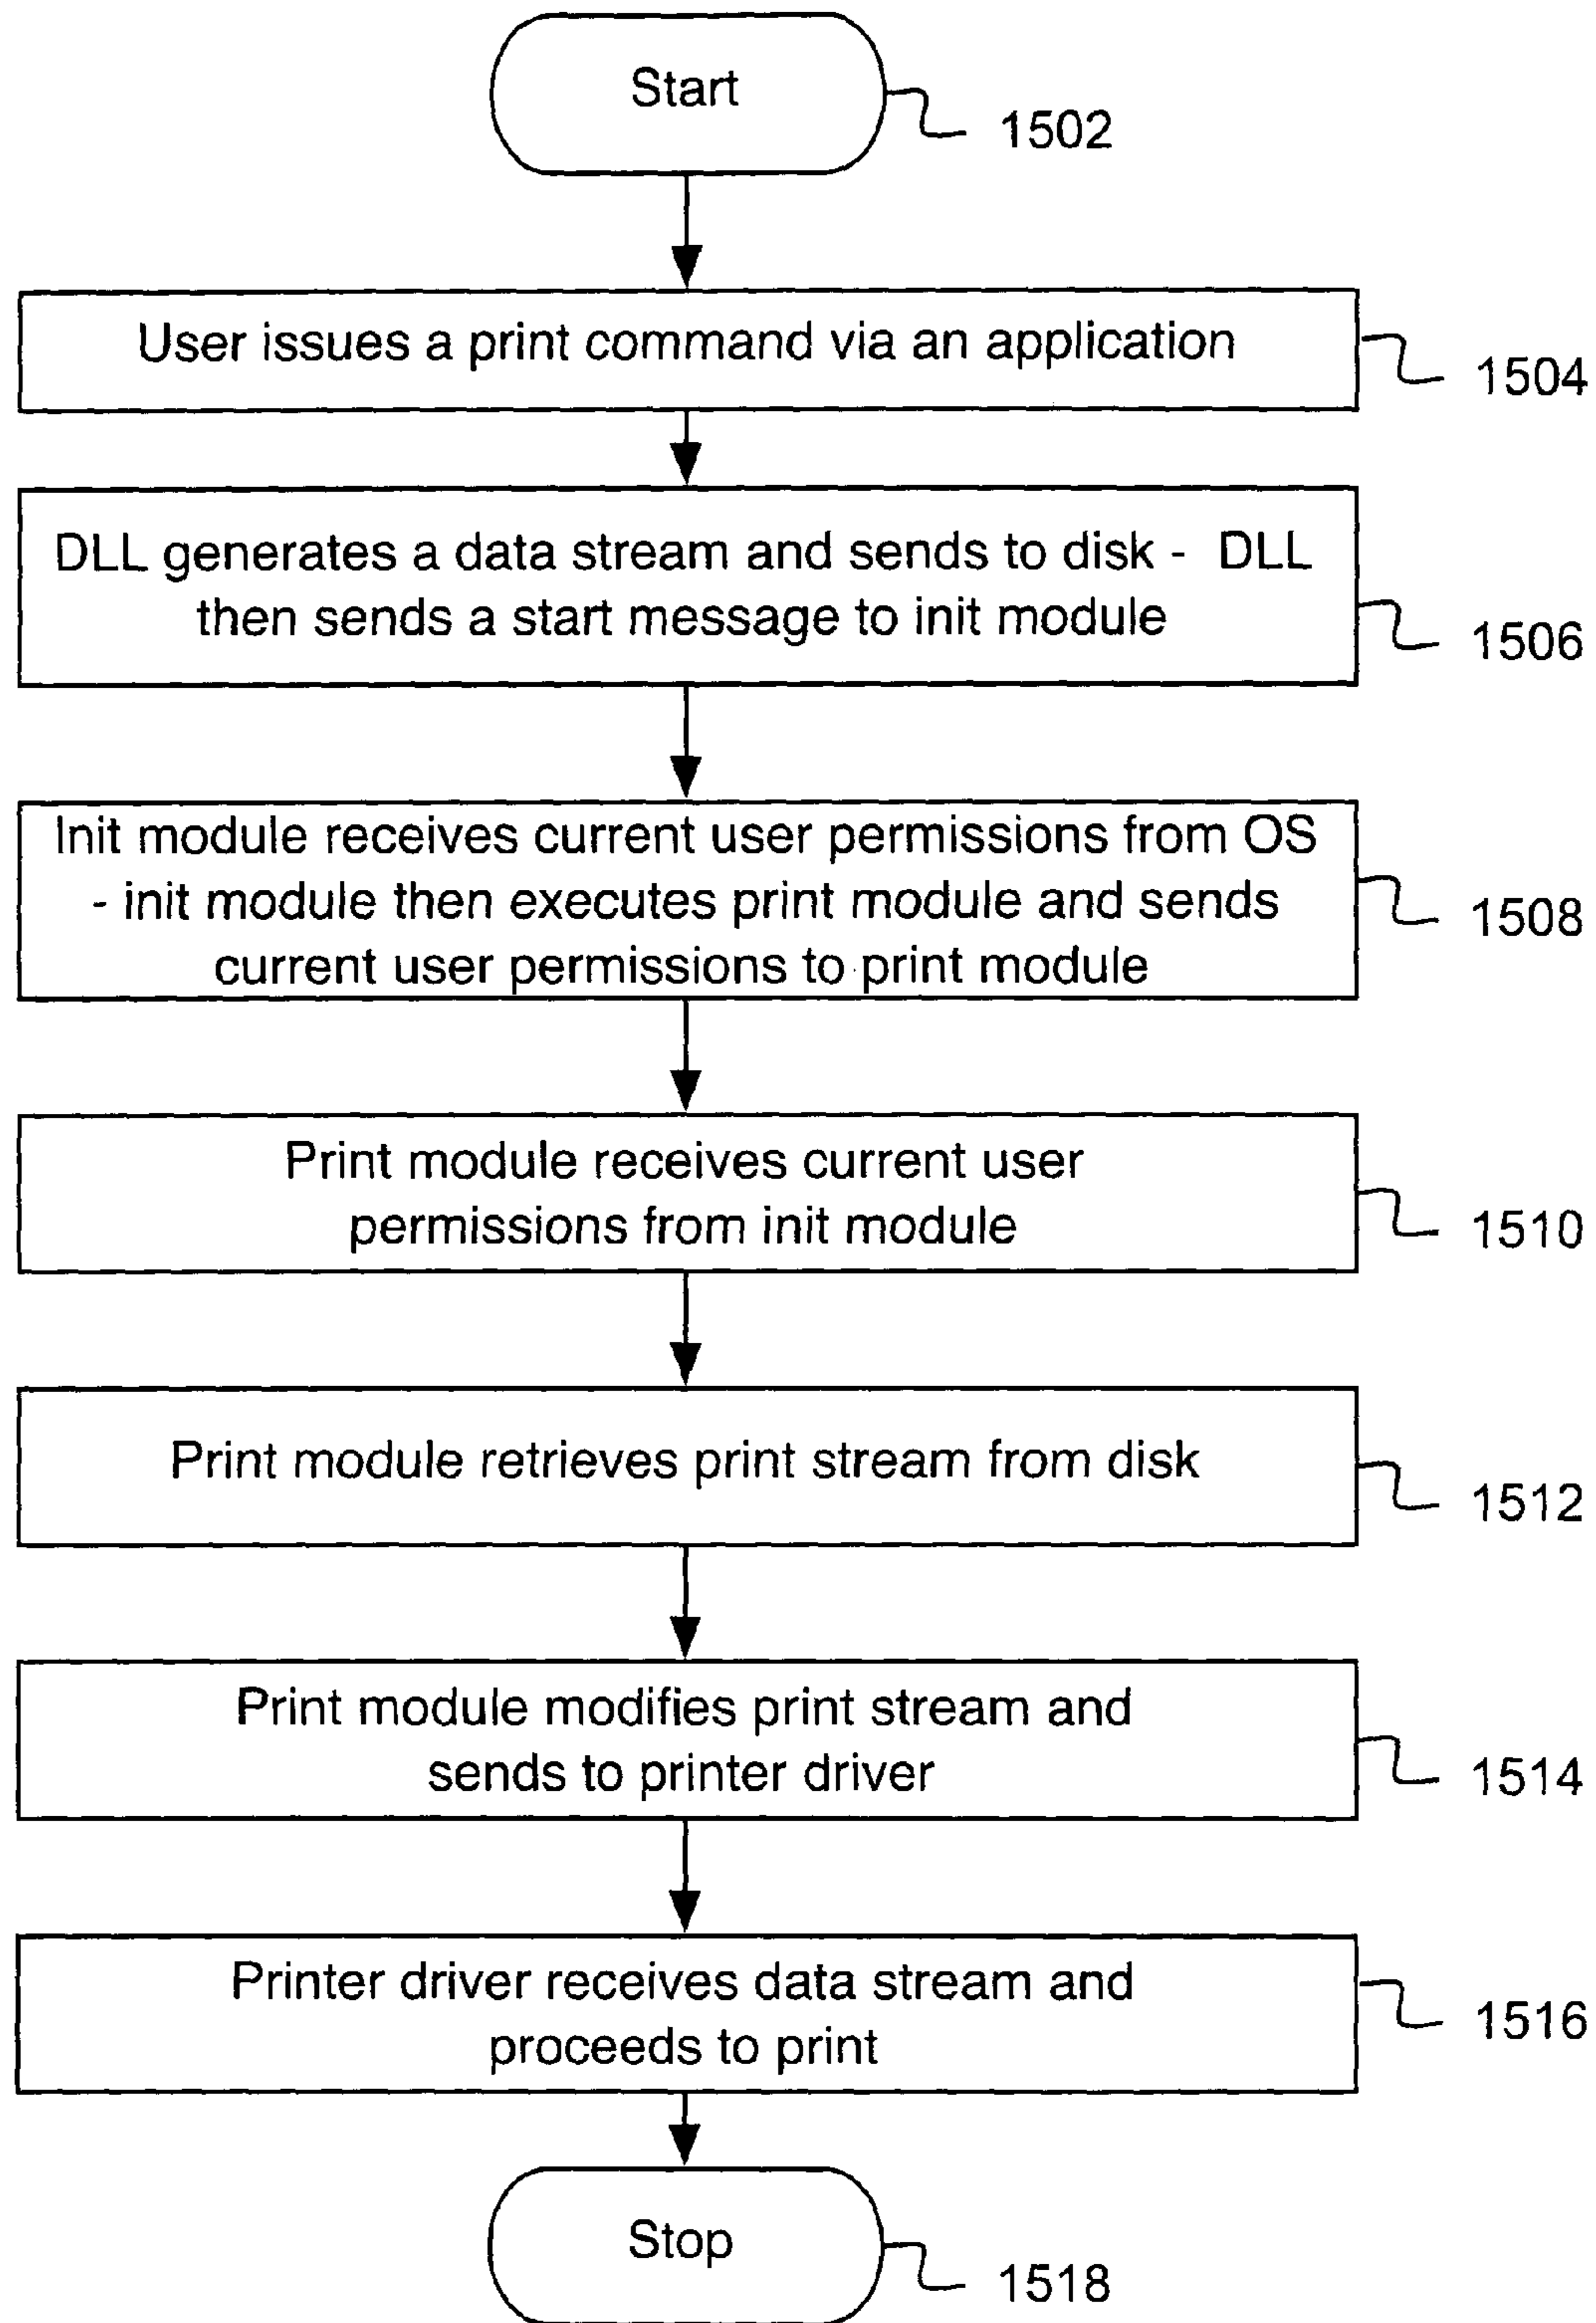 Start
1502
User issues a print command via an application
1504
DLL generates a data stream and sends to disk - DLL
then sends a start message to init module
1506
Init module receives current user permissions from OS
- init module then executes print module and sends
current user permissions to print module
1508
Print module receives current user
permissions from init module
1510
Print module retrieves print stream from disk
1512
Print module modifies print stream and
sends to printer driver
1514
Printer driver receives data stream and
proceeds to print
1516
Stop
1518